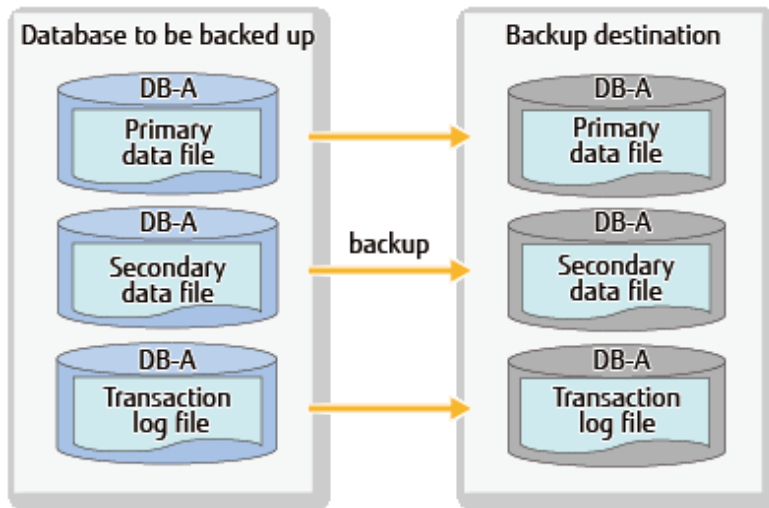 Database to be backed up
DB-A
Primary
data file
DB-A
Secondary
data file
DB-A
Transaction
log file
backup
Backup destination
DB-A
Primary
data file
DB-A
Secondary
data file
DB-A
Transaction
log file